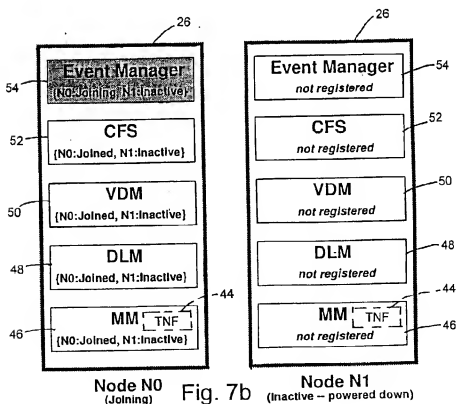 26
54
Event Manager
{N0:Joining, N1:Inactive}
52
CFS
{N0:Joined, N1:Inactive}
50
VDM
{N0:Joined, N1:Inactive}
48
DLM
{N0:Joined, N1:Inactive}
44
46
MM
TNF
{N0:Joined, N1:Inactive}
Node N0
(Joining)
26
Event Manager
not registered
54
CFS
not registered
52
VDM
not registered
50
DLM
not registered
48
44
MM
TNF
not registered
46
Node N1
(Inactive -- powered down)
Fig. 7b